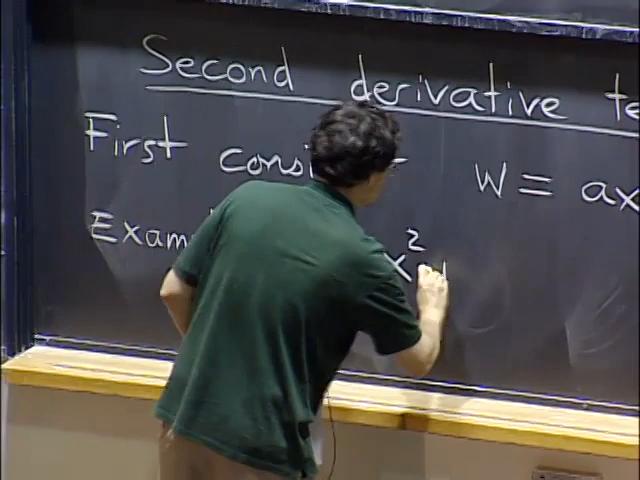 Second derivative te
First consi w = ax
Exam x² +